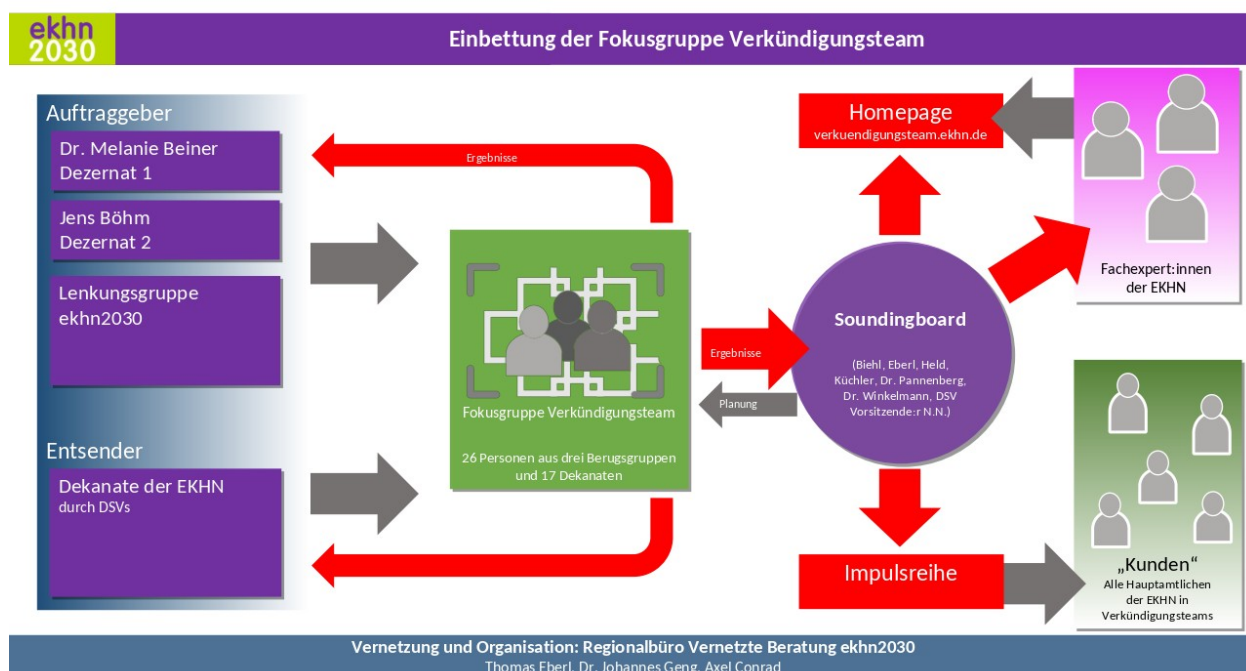 ekhn
2030
Einbettung der Fokusgruppe Verkündigungsteam
Auftraggeber
Dr. Melanie Beiner
Dezernat 1
Jens Böhm
Dezernat 2
Lenkungsgruppe
ekhn2030
Entsender
Dekanate der EKHN
durch DSVs
Ergebnisse
Fokusgruppe Verkündigungsteam
26 Personen aus drei Berugsgruppen
und 17 Dekanaten
Ergebnisse
Planung
Homepage
verkuendigungsteam.ekhn.de
Soundingboard
(Biehl, Eberl, Held,
Küchler, Dr. Pannenberg,
Dr. Winkelmann, DSV
Vorsitzende:r N.N.)
Impulsreihe
Fachexpert:innen
der EKHN
„Kunden“
Alle Hauptamtlichen
der EKHN in
Verkündigungsteams
Vernetzung und Organisation: Regionalbüro Vernetzte Beratung ekhn2030
Thomas Eberl, Dr. Johannes Geng, Axel Conrad